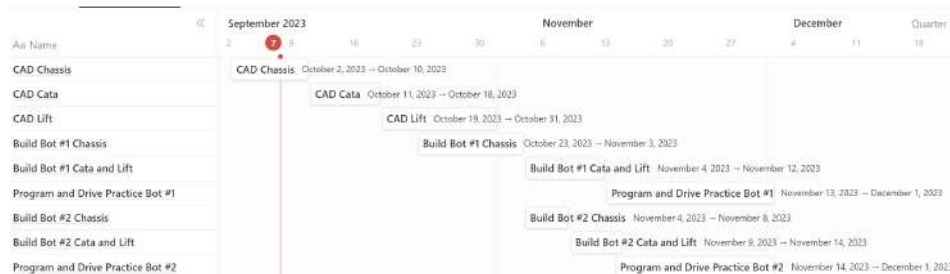 September 2023 November December Quarter
Aa Name 2 7 9 16 23 30 6 13 20 27 4 11 18
CAD Chassis CAD Chassis October 2, 2023 → October 10, 2023
CAD Cata CAD Cata October 11, 2023 → October 18, 2023
CAD Lift CAD Lift October 19, 2023 → October 31, 2023
Build Bot #1 Chassis Build Bot #1 Chassis October 23, 2023 → November 3, 2023
Build Bot #1 Cata and Lift Build Bot #1 Cata and Lift November 4, 2023 → November 12, 2023
Program and Drive Practice Bot #1 Program and Drive Practice Bot #1 November 13, 2023 → December 1, 2023
Build Bot #2 Chassis Build Bot #2 Chassis November 4, 2023 → November 8, 2023
Build Bot #2 Cata and Lift Build Bot #2 Cata and Lift November 9, 2023 → November 14, 2023
Program and Drive Practice Bot #2 Program and Drive Practice Bot #2 November 14, 2023 → December 1, 202